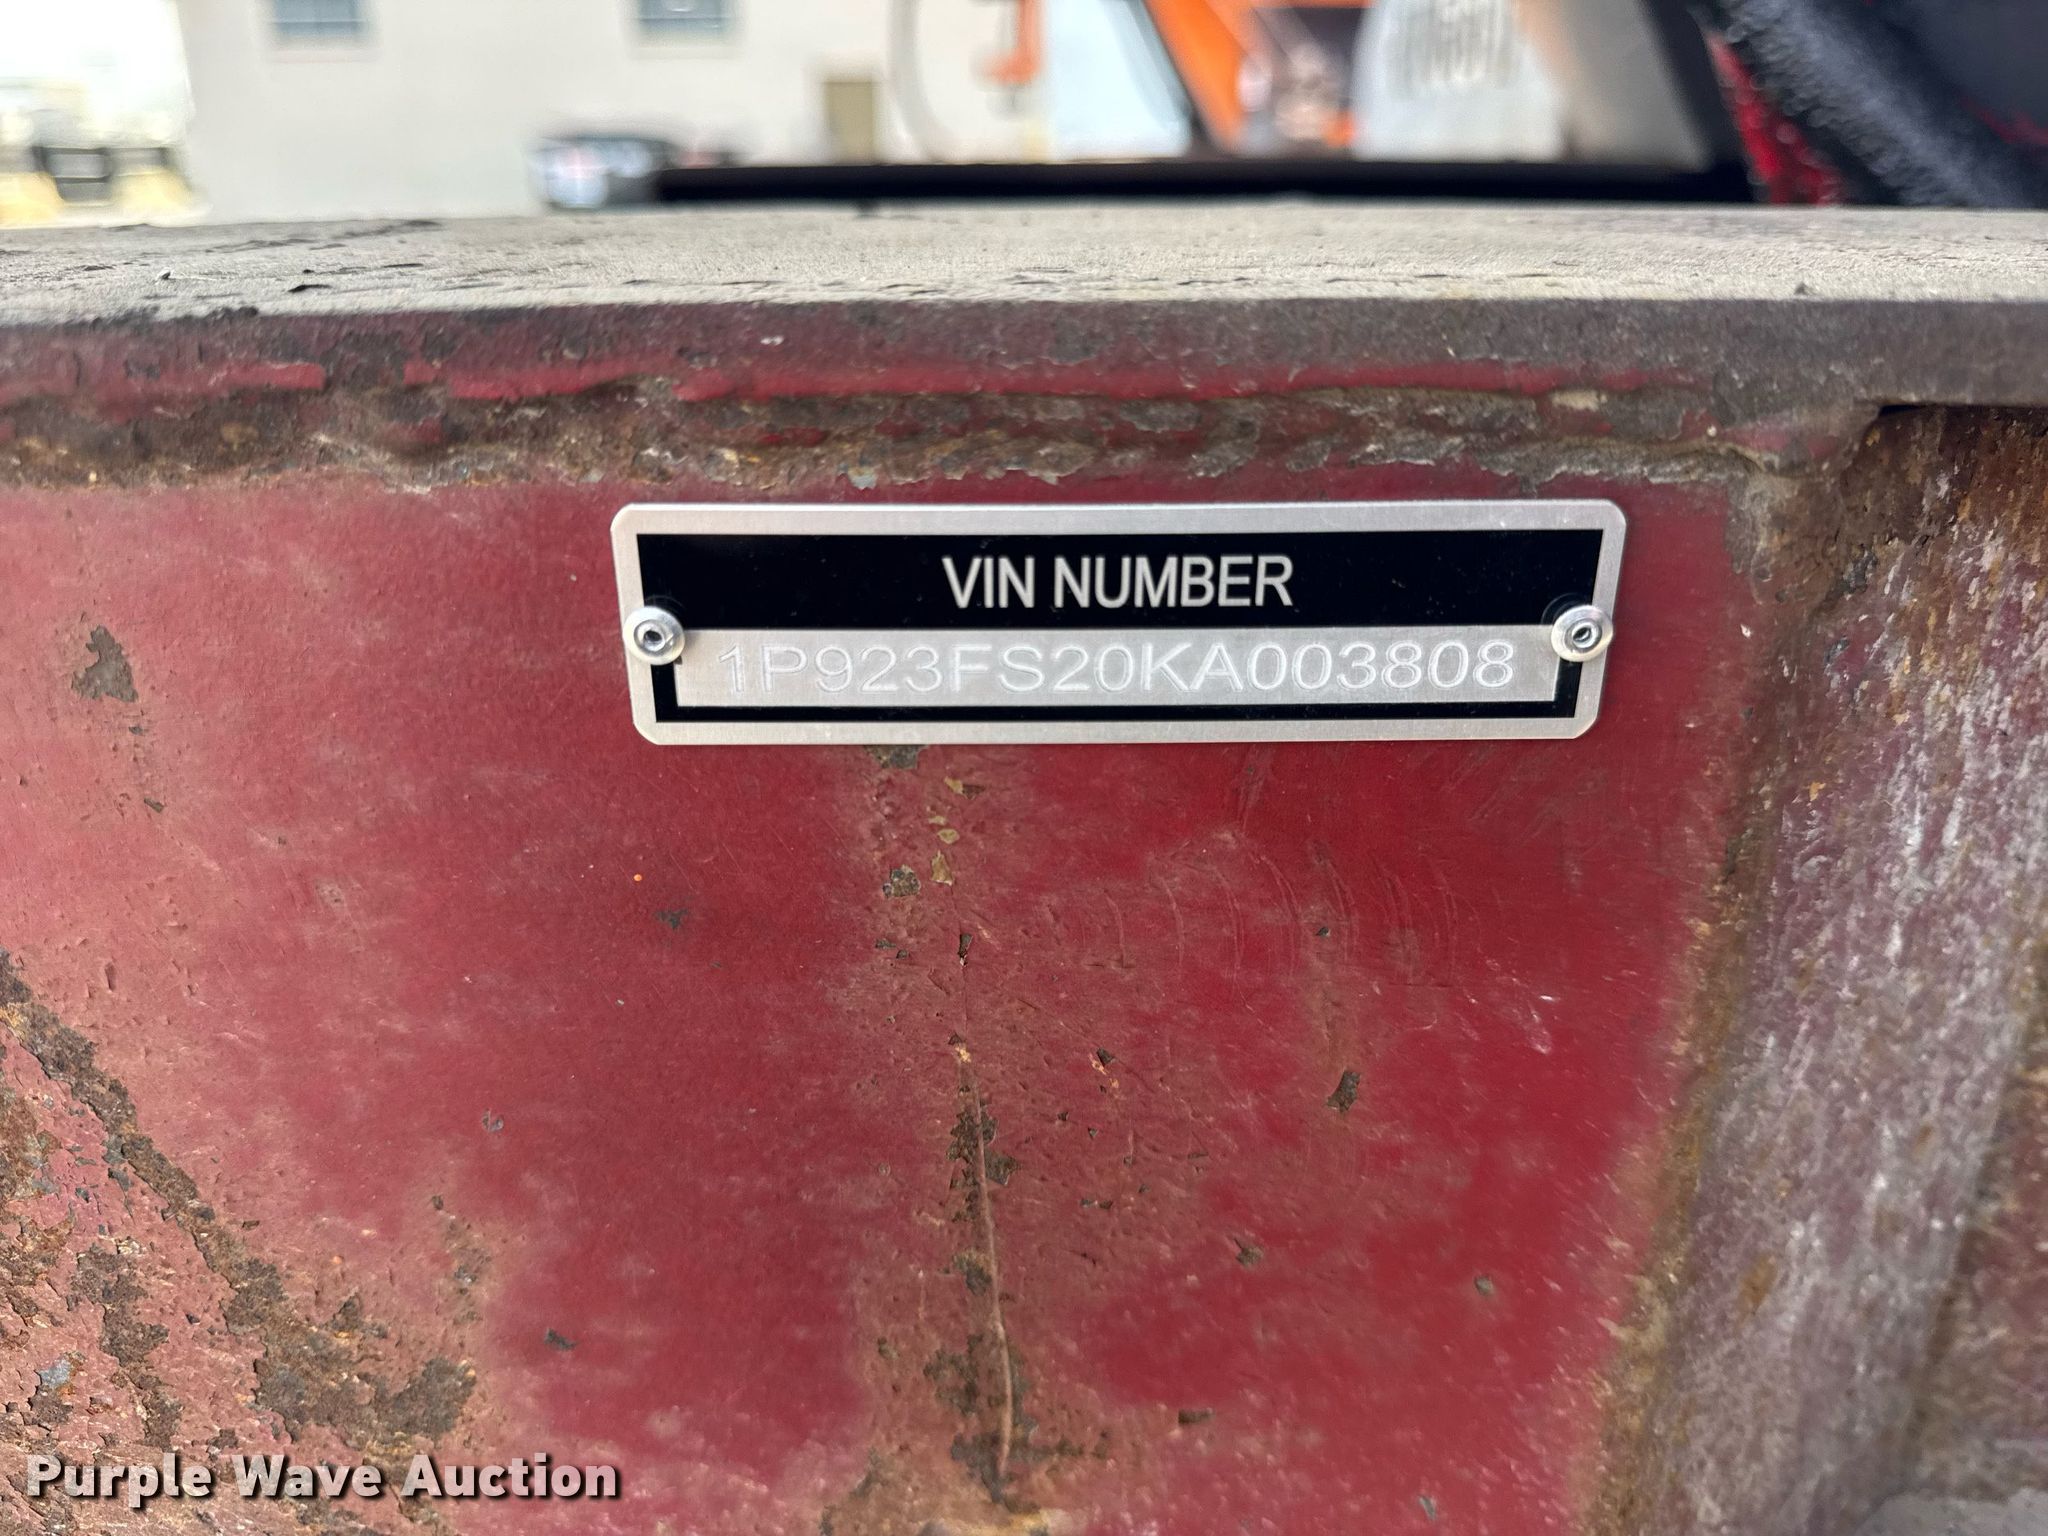 VIN NUMBER
1P923FS20KA003808
Purple Wave Auction